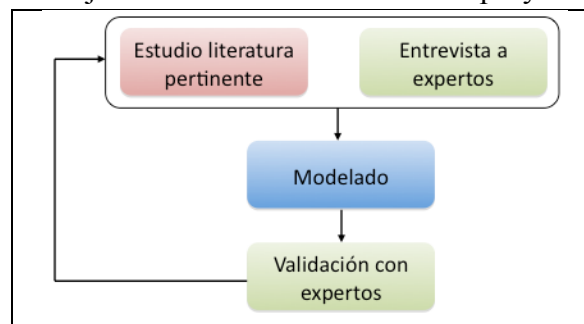 Estudio literatura
pertinente
Entrevista a
expertos
Modelado
Validación con
expertos